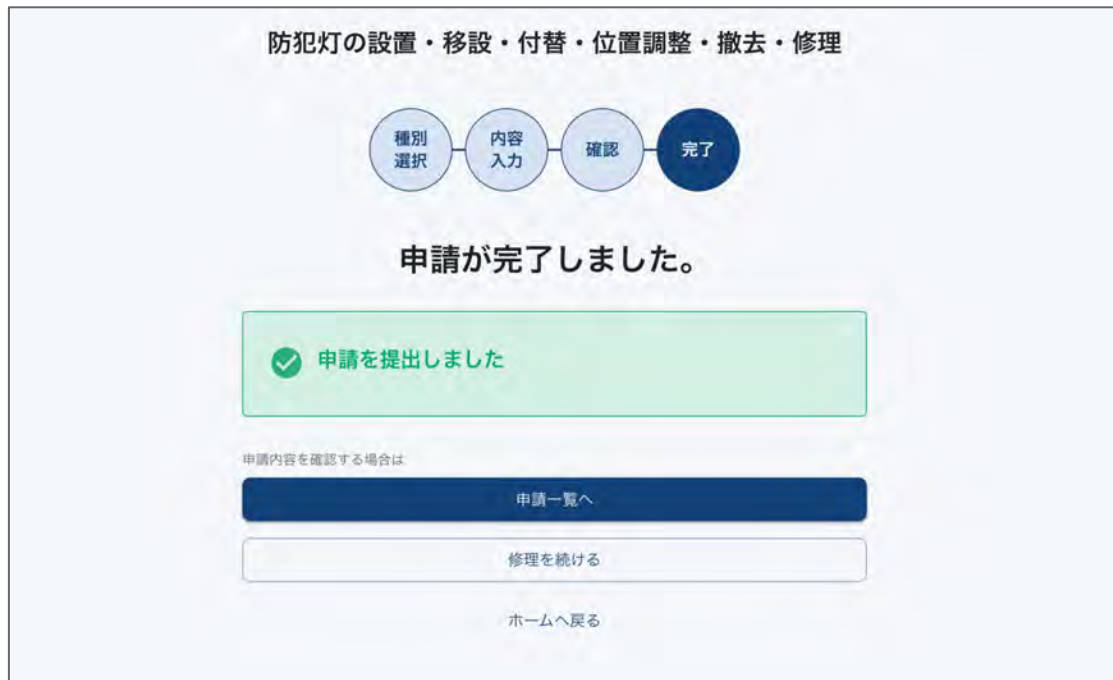 防犯灯の設置・移設・付替・位置調整・撤去・修理
種別
選択
内容
入力
確認
完了
申請が完了しました。
申請を提出しました
申請内容を確認する場合は
申請一覧へ
修理を続ける
ホームへ戻る